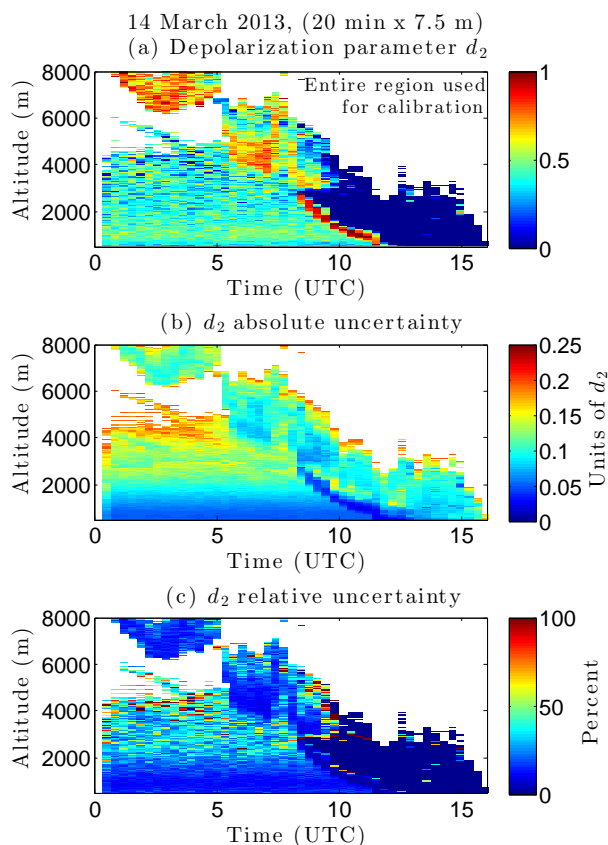 14 March 2013, (20 min x 7.5 m)
(a) Depolarization parameter d₂
Entire region used
for calibration
Altitude (m)
8000
6000
4000
2000
0 5 10 15
Time (UTC)
1
0.5
0
(b) d₂ absolute uncertainty
Altitude (m)
8000
6000
4000
2000
0 5 10 15
Time (UTC)
0.25
0.2
0.15
0.1
0.05
0
Units of d₂
(c) d₂ relative uncertainty
Altitude (m)
8000
6000
4000
2000
0 5 10 15
Time (UTC)
100
50
0
Percent